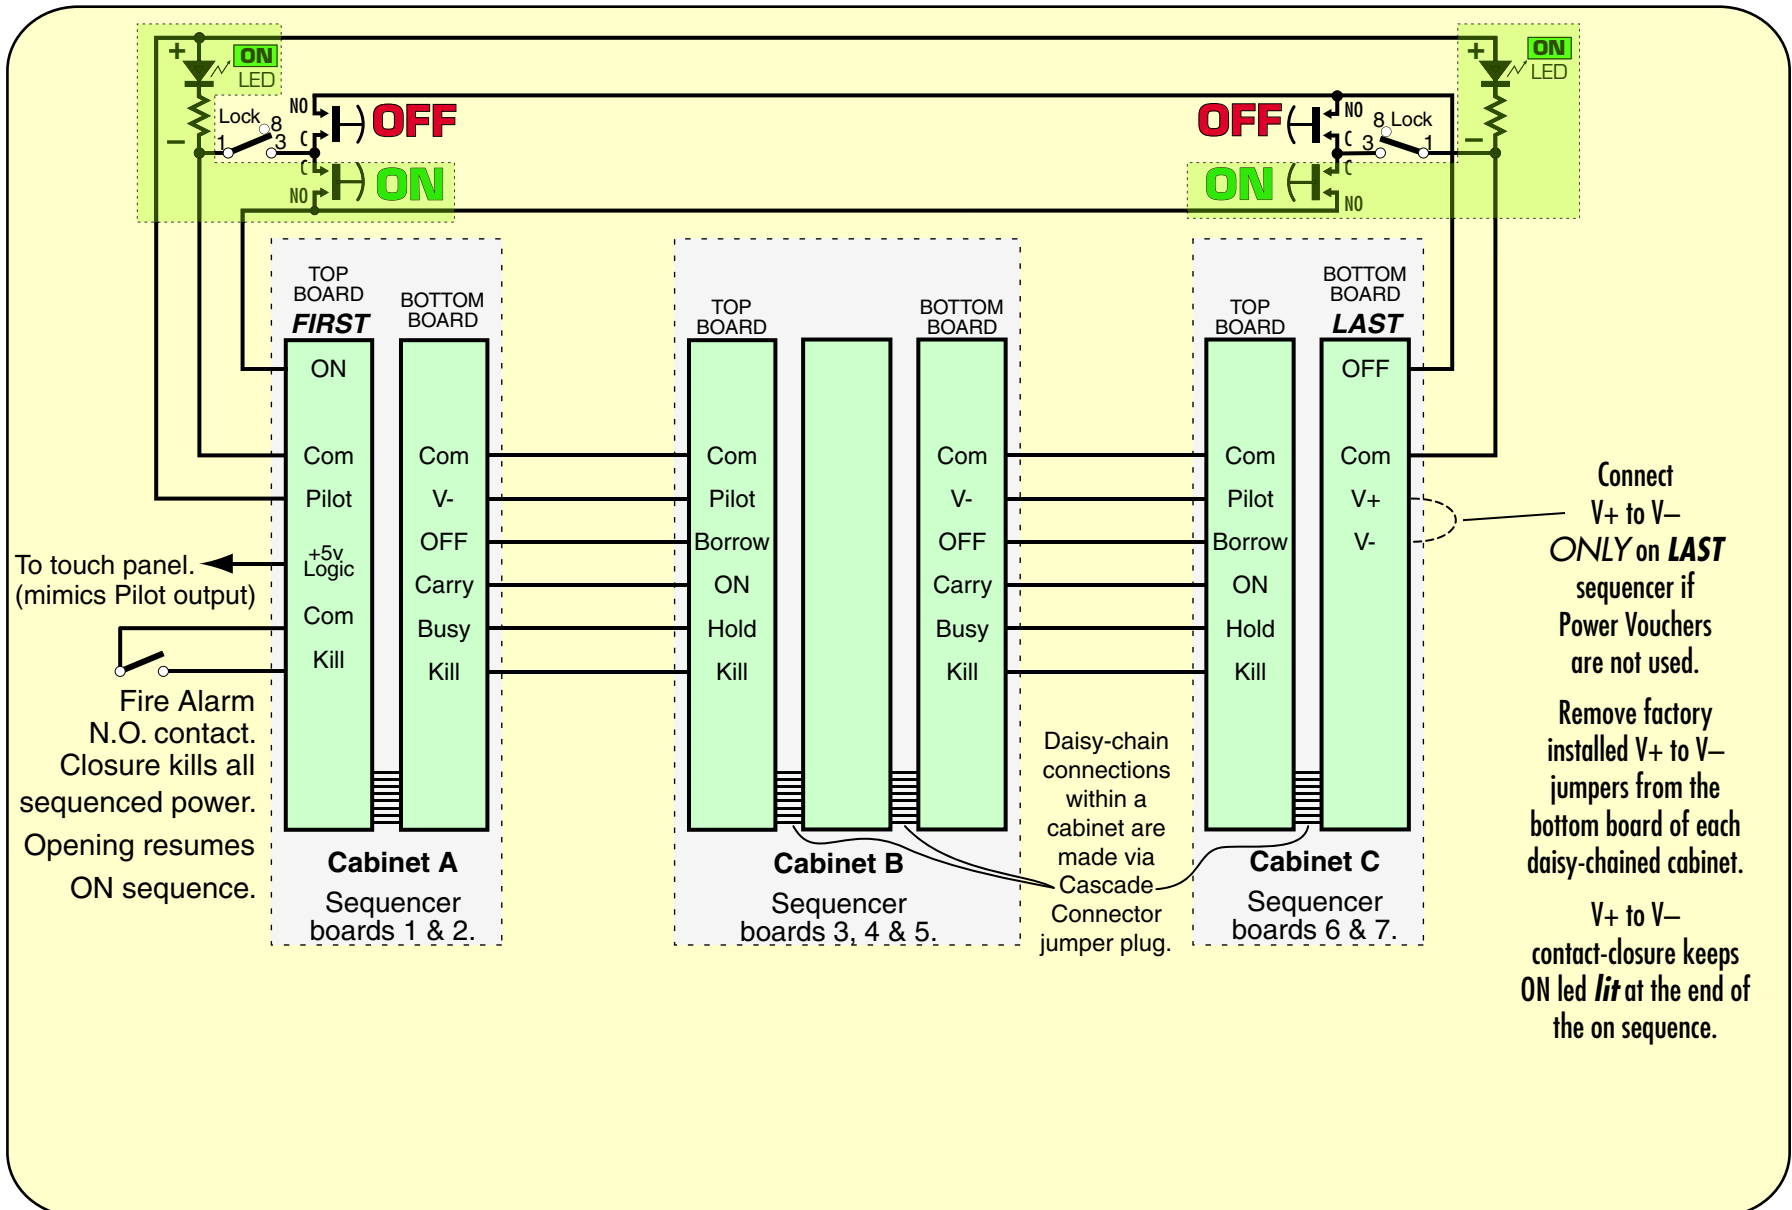 + ON
LED
Lock
8
1
3
–
NO
C
OFF
C
NO
ON
OFF
NO
C
8 Lock
3
1
–
+ ON
LED
ON
C
NO
TOP
BOARD
FIRST
ON
Com
Pilot
+5v
Logic
Com
Kill
BOTTOM
BOARD
Com
V-
OFF
Carry
Busy
Kill
Cabinet A
Sequencer
boards 1 & 2.
To touch panel.
(mimics Pilot output)
Fire Alarm
N.O. contact.
Closure kills all
sequenced power.
Opening resumes
ON sequence.
TOP
BOARD
Com
Pilot
Borrow
ON
Hold
Kill
BOTTOM
BOARD
Com
V-
OFF
Carry
Busy
Kill
Cabinet B
Sequencer
boards 3, 4 & 5.
Daisy-chain
connections
within a
cabinet are
made via
Cascade
Connector
jumper plug.
TOP
BOARD
Com
Pilot
Borrow
ON
Hold
Kill
BOTTOM
BOARD
LAST
OFF
Com
V+
V-
Cabinet C
Sequencer
boards 6 & 7.
Connect
V+ to V–
ONLY on LAST
sequencer if
Power Vouchers
are not used.
Remove factory
installed V+ to V–
jumpers from the
bottom board of each
daisy-chained cabinet.
V+ to V–
contact-closure keeps
ON led lit at the end of
the on sequence.